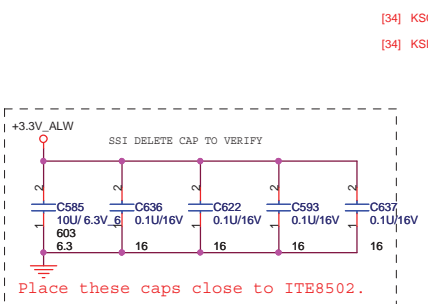 [34] KS
[34] KS
+3.3V_ALW
SSI DELETE CAP TO VERIFY
2 2 2 2 2
C585 C636 C622 C593 C637
10U/ 6.3V_6 0.1U/16V 0.1U/16V 0.1U/16V 0.1U/16V
1 1 1 1 1
603
6.3 16 16 16 16
Place these caps close to ITE8502.